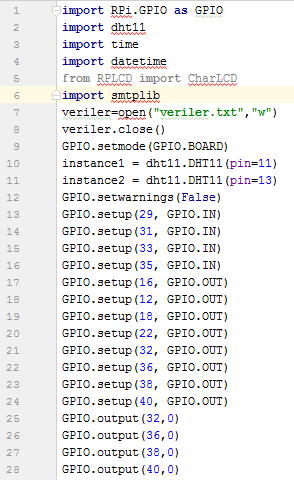 1 import RPi.GPIO as GPIO
2 import dht11
3 import time
4 import datetime
5 from RPLCD import CharLCD
6 import smtplib
7 veriler=open("veriler.txt","w")
8 veriler.close()
9 GPIO.setmode(GPIO.BOARD)
10 instance1 = dht11.DHT11(pin=11)
11 instance2 = dht11.DHT11(pin=13)
12 GPIO.setwarnings(False)
13 GPIO.setup(29, GPIO.IN)
14 GPIO.setup(31, GPIO.IN)
15 GPIO.setup(33, GPIO.IN)
16 GPIO.setup(35, GPIO.IN)
17 GPIO.setup(16, GPIO.OUT)
18 GPIO.setup(12, GPIO.OUT)
19 GPIO.setup(18, GPIO.OUT)
20 GPIO.setup(22, GPIO.OUT)
21 GPIO.setup(32, GPIO.OUT)
22 GPIO.setup(36, GPIO.OUT)
23 GPIO.setup(38, GPIO.OUT)
24 GPIO.setup(40, GPIO.OUT)
25 GPIO.output(32,0)
26 GPIO.output(36,0)
27 GPIO.output(38,0)
28 GPIO.output(40,0)